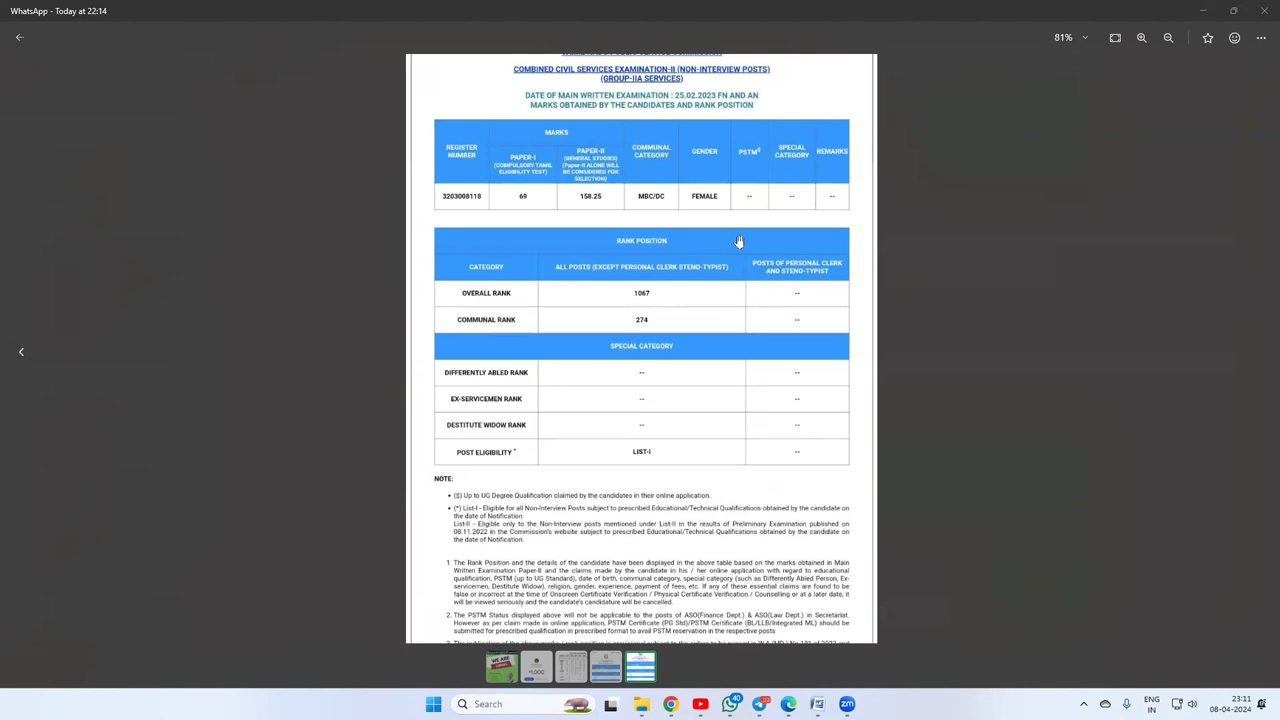 WhatsApp - Today at 22:14
COMBINED CIVIL SERVICES EXAMINATION-II (NON-INTERVIEW POSTS)
(GROUP-IIA SERVICES)
DATE OF MAIN WRITTEN EXAMINATION : 25.02.2023 FN AND AN
MARKS OBTAINED BY THE CANDIDATES AND RANK POSITION
REGISTER NUMBER
MARKS
PAPER-I
(COMPULSORY TAMIL
ELIGIBILITY TEST)
PAPER-II
(GENERAL STUDIES)
(Paper-II ALONE WILL
BE CONSIDERED FOR
SELECTION)
COMMUNAL CATEGORY
GENDER
PSTM$
SPECIAL CATEGORY
REMARKS
3203008118 69 158.25 MBC/DC FEMALE -- -- --
RANK POSITION
CATEGORY ALL POSTS (EXCEPT PERSONAL CLERK STENO-TYPIST) POSTS OF PERSONAL CLERK AND STENO-TYPIST
OVERALL RANK 1067 --
COMMUNAL RANK 274 --
SPECIAL CATEGORY
DIFFERENTLY ABLED RANK -- --
EX-SERVICEMEN RANK -- --
DESTITUTE WIDOW RANK -- --
POST ELIGIBILITY * LIST-I --
NOTE:
• ($) Up to UG Degree Qualification claimed by the candidates in their online application.
• (*) List-I - Eligible for all Non-Interview Posts subject to prescribed Educational/Technical Qualifications obtained by the candidate on
the date of Notification.
List-II - Eligible only to the Non-Interview posts mentioned under List-II in the results of Preliminary Examination published on
08.11.2022 in the Commission's website subject to prescribed Educational/Technical Qualifications obtained by the candidate on
the date of Notification.
1. The Rank Position and the details of the candidate have been displayed in the above table based on the marks obtained in Main
Written Examination Paper-II and the claims made by the candidate in his / her online application with regard to educational
qualification, PSTM (up to UG Standard), date of birth, communal category, special category (such as Differently Abled Person, Ex-
servicemen, Destitute Widow), religion, gender, experience, payment of fees, etc. If any of these essential claims are found to be
false or incorrect at the time of Onscreen Certificate Verification / Physical Certificate Verification / Counselling or at a later date, it
will be viewed seriously and the candidate's candidature will be cancelled.
2. The PSTM Status displayed above will not be applicable to the posts of ASO(Finance Dept.) & ASO(Law Dept.) in Secretariat.
However as per claim made in online application, PSTM Certificate (PG Std)/PSTM Certificate (BL/LLB/Integrated ML) should be
submitted for prescribed qualification in prescribed format to avail PSTM reservation in the respective posts
WE ARE
+1,000
Search
40
22
zm
ENG
IN
23:11
08-04-2024